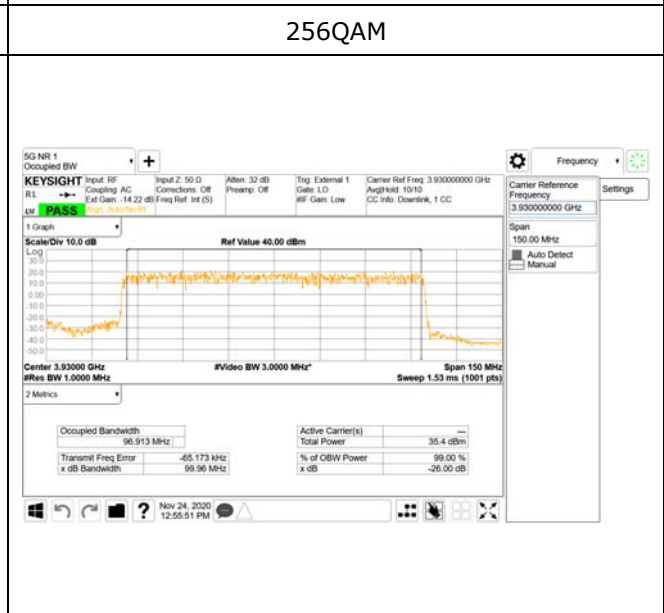 256QAM
5G NR 1
Occupied BW
+
Frequency
KEYSIGHT Input: RF Input Z: 50 Ω Atten: 32 dB Trig: External 1 Carrier Ref Freq: 3.930000000 GHz
RL Coupling: AC Corrections: Off Preamp: Off Gate: LO Avg|Hold: 10/10
Ext Gain: -14.22 dB Freq Ref: Int (S) #IF Gain: Low CC Info: Downlink, 1 CC
PASS Align: Auto/No RF
Carrier Reference Frequency
3.930000000 GHz
Settings
Span
150.00 MHz
Auto Detect
Manual
1 Graph
Scale/Div 10.0 dB Ref Value 40.00 dBm
Log
30.0
20.0
10.0
0.00
-10.0
-20.0
-30.0
-40.0
-50.0
Center 3.93000 GHz #Video BW 3.0000 MHz* Span 150 MHz
#Res BW 1.0000 MHz Sweep 1.53 ms (1001 pts)
2 Metrics
Occupied Bandwidth
96.913 MHz
Transmit Freq Error -65.173 kHz
x dB Bandwidth 99.96 MHz
Active Carrier(s) ---
Total Power 35.4 dBm
% of OBW Power 99.00 %
x dB -26.00 dB
? Nov 24, 2020
12:55:51 PM